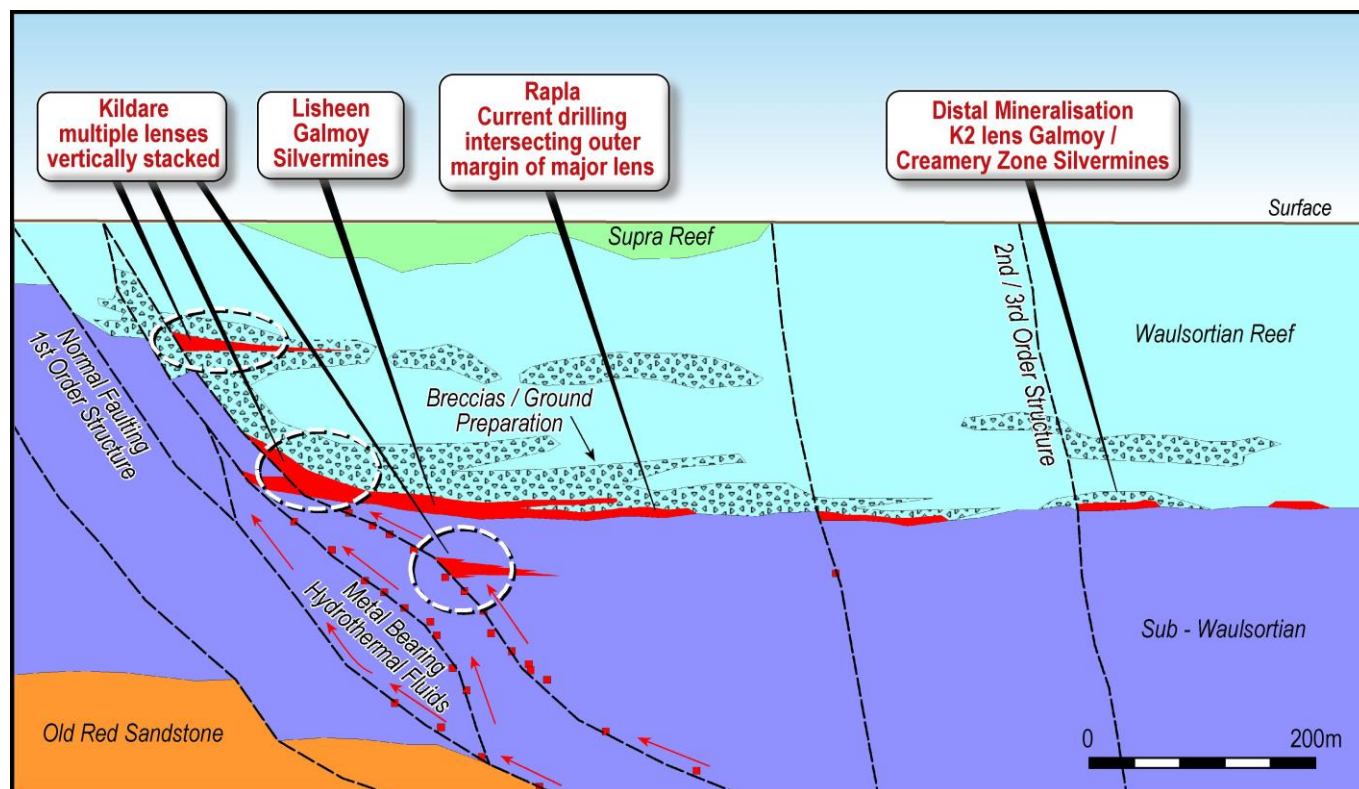 Kildare
multiple lenses
vertically stacked
Lisheen
Galmoy
Silvermines
Rapla
Current drilling
intersecting outer
margin of major lens
Distal Mineralisation
K2 lens Galmoy /
Creamery Zone Silvermines
Surface
Supra Reef
Waulsortian Reef
2nd / 3rd Order Structure
Normal Faulting
1st Order Structure
Breccias / Ground
Preparation
Metal Bearing
Hydrothermal Fluids
Sub - Waulsortian
Old Red Sandstone
0 200m